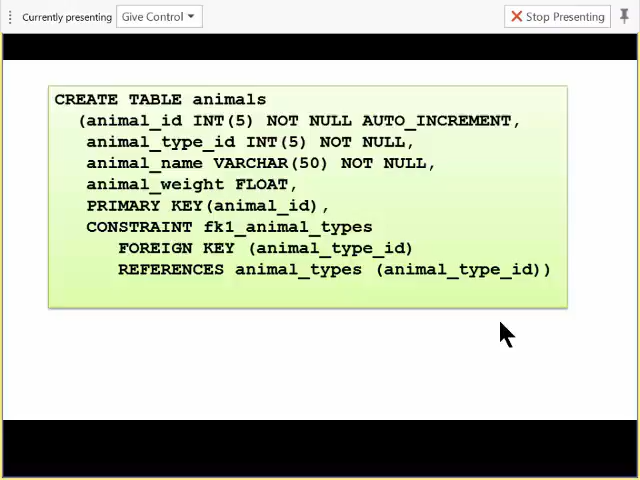 Currently presenting Give Control Stop Presenting
CREATE TABLE animals
(animal_id INT(5) NOT NULL AUTO_INCREMENT,
animal_type_id INT(5) NOT NULL,
animal_name VARCHAR(50) NOT NULL,
animal_weight FLOAT,
PRIMARY KEY(animal_id),
CONSTRAINT fk1_animal_types
FOREIGN KEY (animal_type_id)
REFERENCES animal_types (animal_type_id))